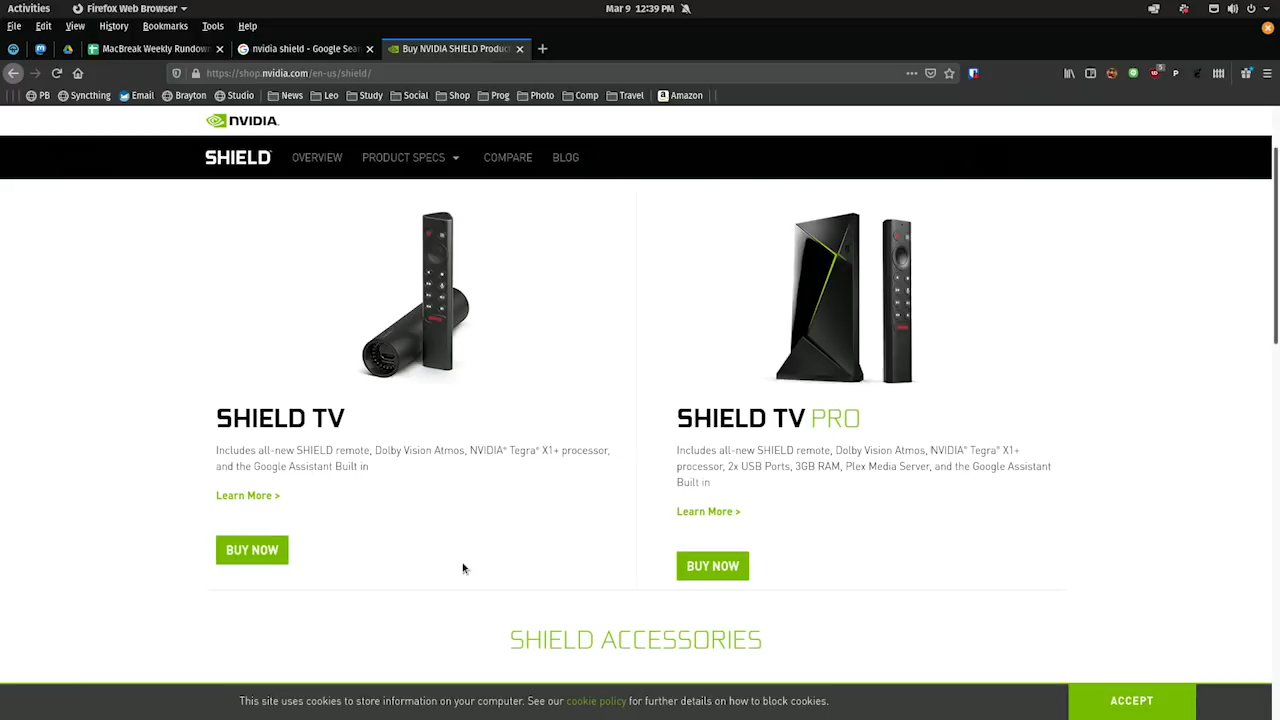 Activities
Firefox Web Browser
Mar 9 12:39 PM
File Edit View History Bookmarks Tools Help
MacBreak Weekly Rundown
nvidia shield - Google Sea
Buy NVIDIA SHIELD Product
https://shop.nvidia.com/en-us/shield/
PB Syncthing Email Brayton Studio News Leo Study Social Shop Prog Photo Comp Travel Amazon
NVIDIA.
SHIELD OVERVIEW PRODUCT SPECS COMPARE BLOG
SHIELD TV
Includes all-new SHIELD remote, Dolby Vision Atmos, NVIDIA® Tegra® X1+ processor,
and the Google Assistant Built in
Learn More >
BUY NOW
SHIELD TV PRO
Includes all-new SHIELD remote, Dolby Vision Atmos, NVIDIA® Tegra® X1+
processor, 2x USB Ports, 3GB RAM, Plex Media Server, and the Google Assistant
Built in
Learn More >
BUY NOW
SHIELD ACCESSORIES
This site uses cookies to store information on your computer. See our cookie policy for further details on how to block cookies.
ACCEPT